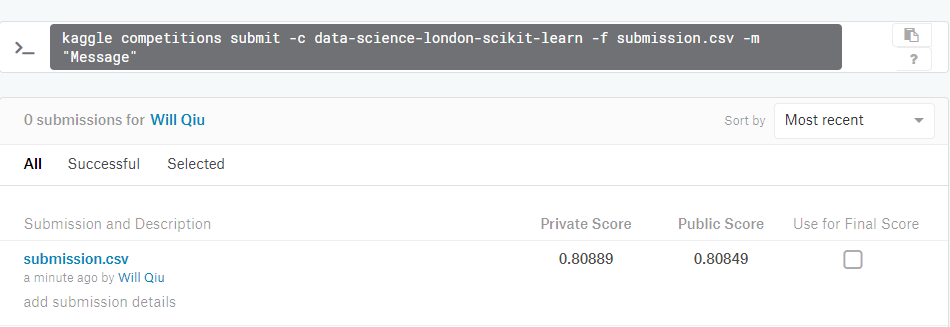 kaggle competitions submit -c data-science-london-scikit-learn -f submission.csv -m
"Message"
?
0 submissions for Will Qiu
Sort by Most recent
All Successful Selected
Submission and Description Private Score Public Score Use for Final Score
submission.csv 0.80889 0.80849
a minute ago by Will Qiu
add submission details